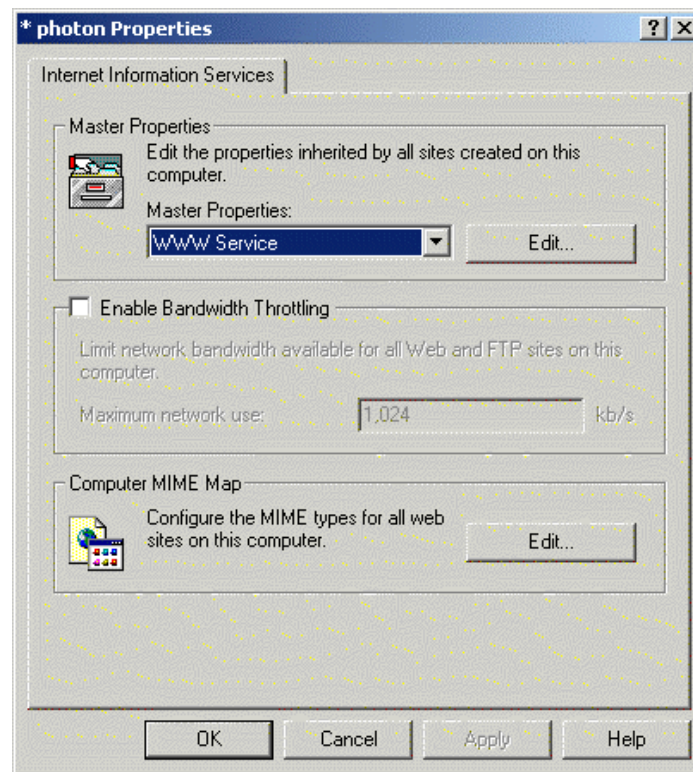 * photon Properties
Internet Information Services
Master Properties
Edit the properties inherited by all sites created on this
computer.
Master Properties:
WWW Service
Edit...
Enable Bandwidth Throttling
Limit network bandwidth available for all Web and FTP sites on this
computer.
Maximum network use:
1,024
kb/s
Computer MIME Map
Configure the MIME types for all web
sites on this computer.
Edit...
OK
Cancel
Apply
Help